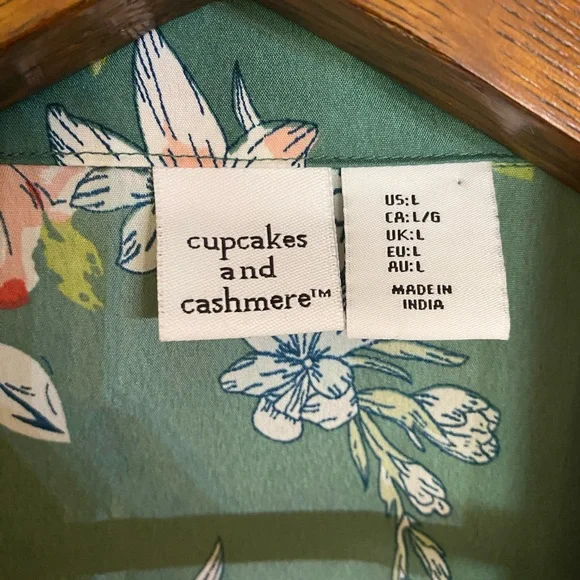 cupcakes
and
cashmere™
US:L
CA:L/G
UK:L
EU:L
AU:L
MADE IN
INDIA